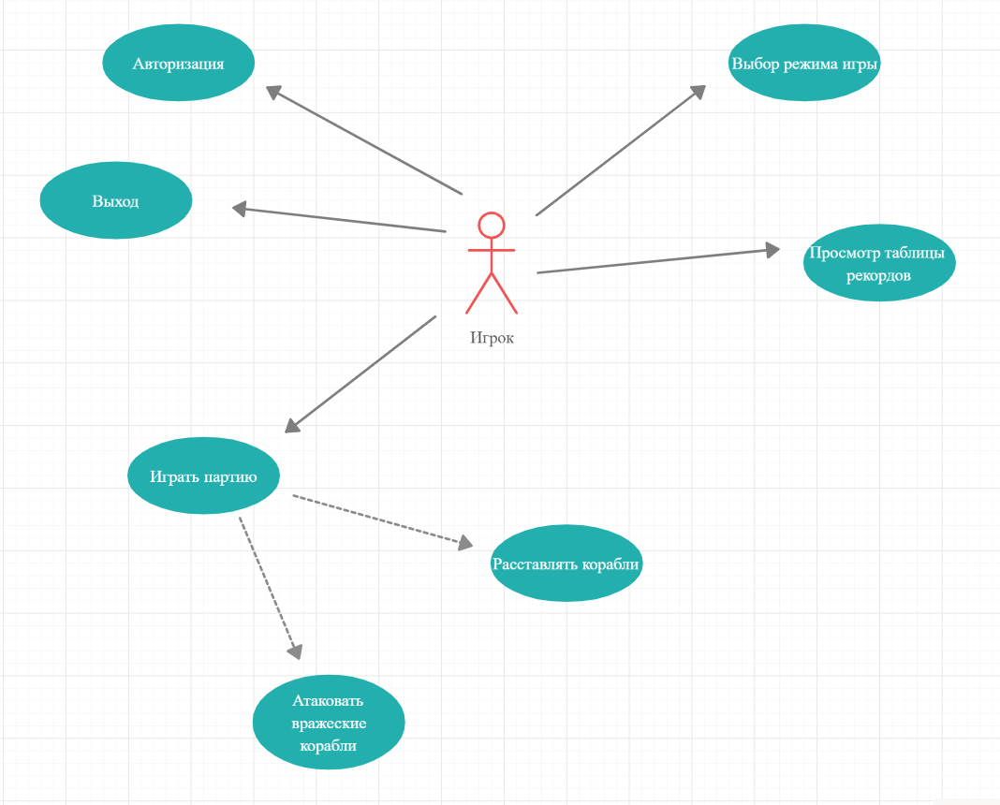 Авторизация
Выбор режима игры
Выход
Просмотр таблицы
рекордов
Игрок
Играть партию
Расставлять корабли
Атаковать
вражеские
корабли